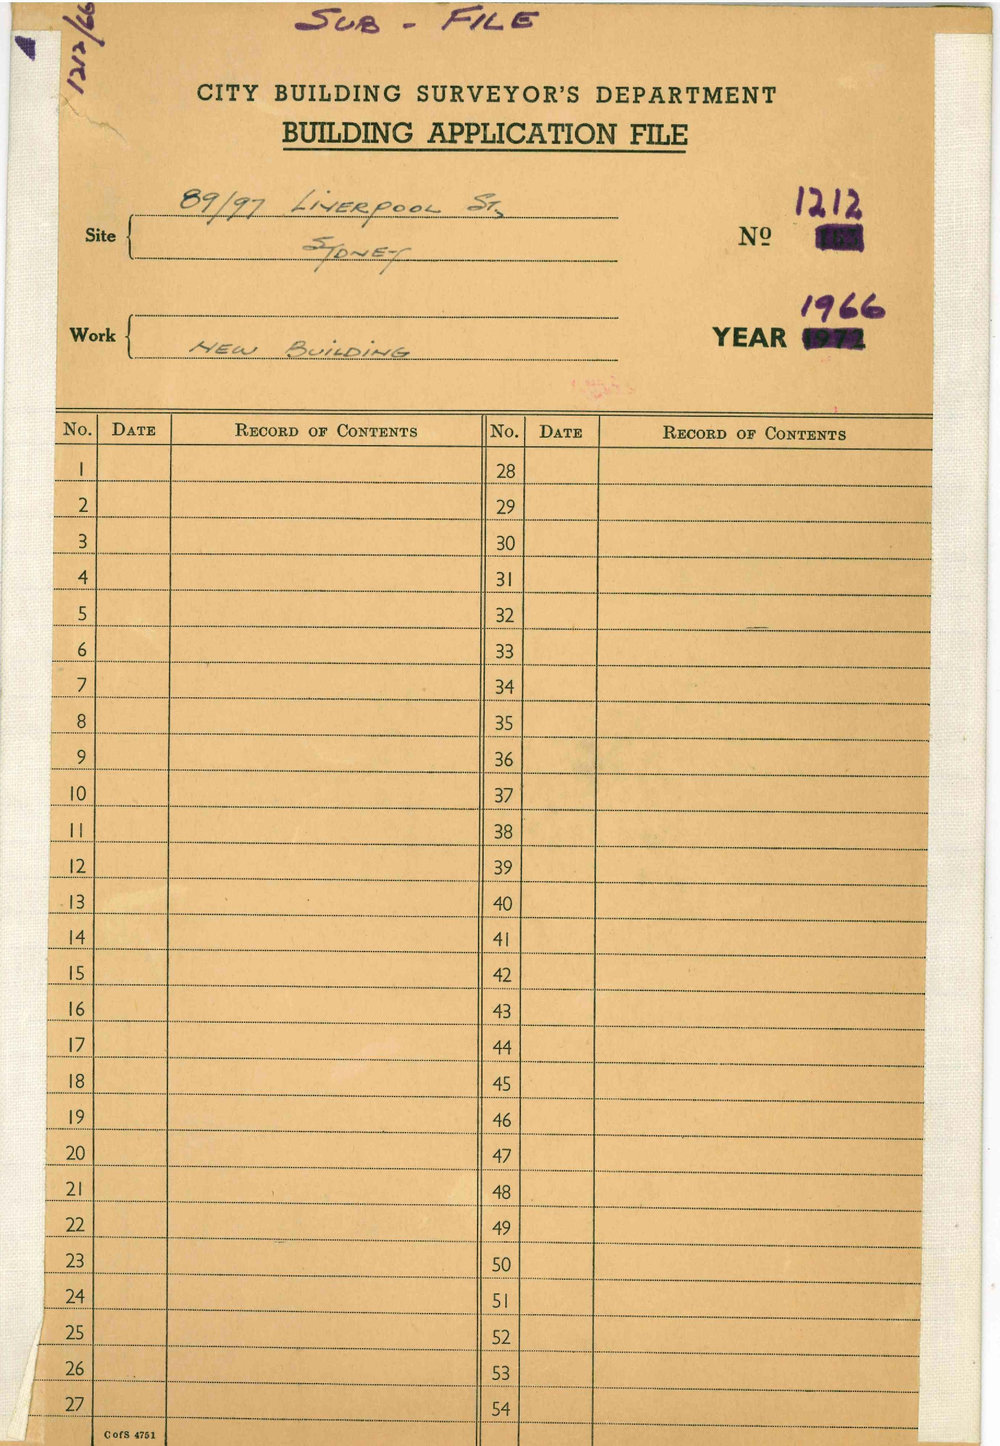 SUB - FILE
1212/66
CITY BUILDING SURVEYOR'S DEPARTMENT
BUILDING APPLICATION FILE
89/97 LIVERPOOL ST,
Site
SYDNEY
1212
Nº
1966
Work
NEW BUILDING
YEAR 1972
No. DATE RECORD OF CONTENTS No. DATE RECORD OF CONTENTS
1 28
2 29
3 30
4 31
5 32
6 33
7 34
8 35
9 36
10 37
11 38
12 39
13 40
14 41
15 42
16 43
17 44
18 45
19 46
20 47
21 48
22 49
23 50
24 51
25 52
26 53
27 54
C of S 4751